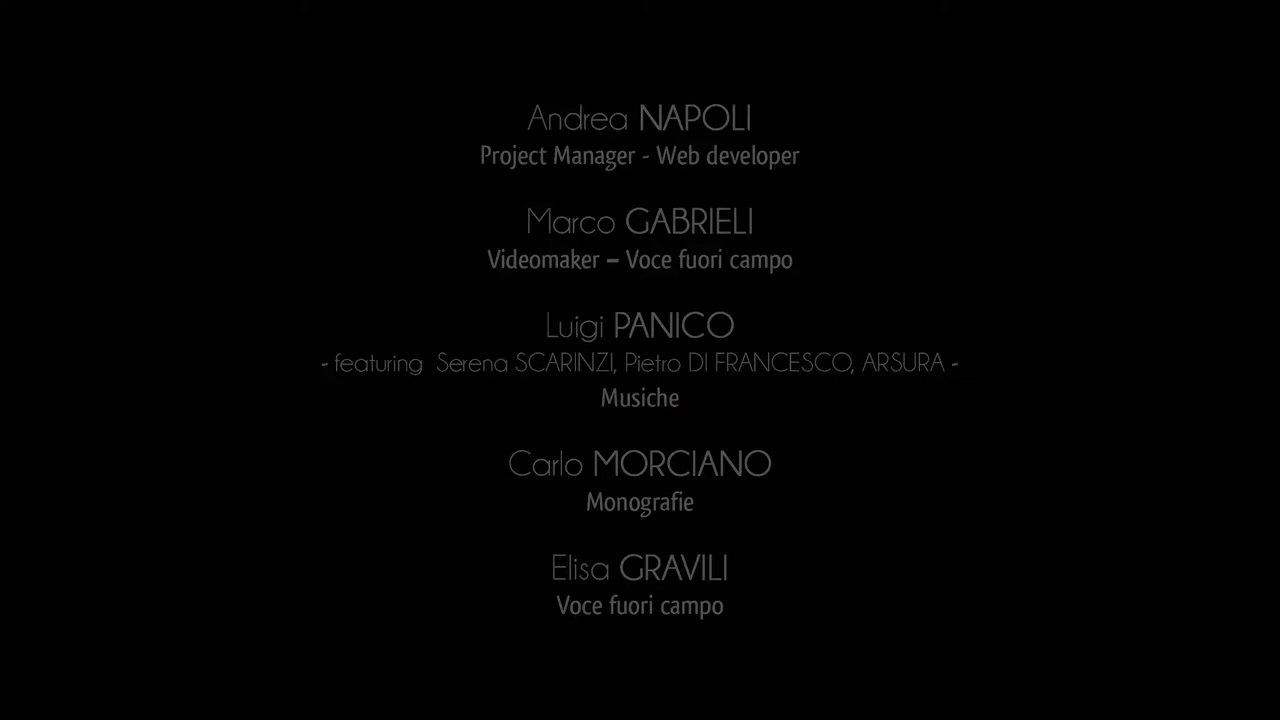 Andrea NAPOLI
Project Manager - Web developer
Marco GABRIELI
Videomaker – Voce fuori campo
Luigi PANICO
- featuring Serena SCARINZI, Pietro DI FRANCESCO, ARSURA -
Musiche
Carlo MORCIANO
Monografie
Elisa GRAVILI
Voce fuori campo